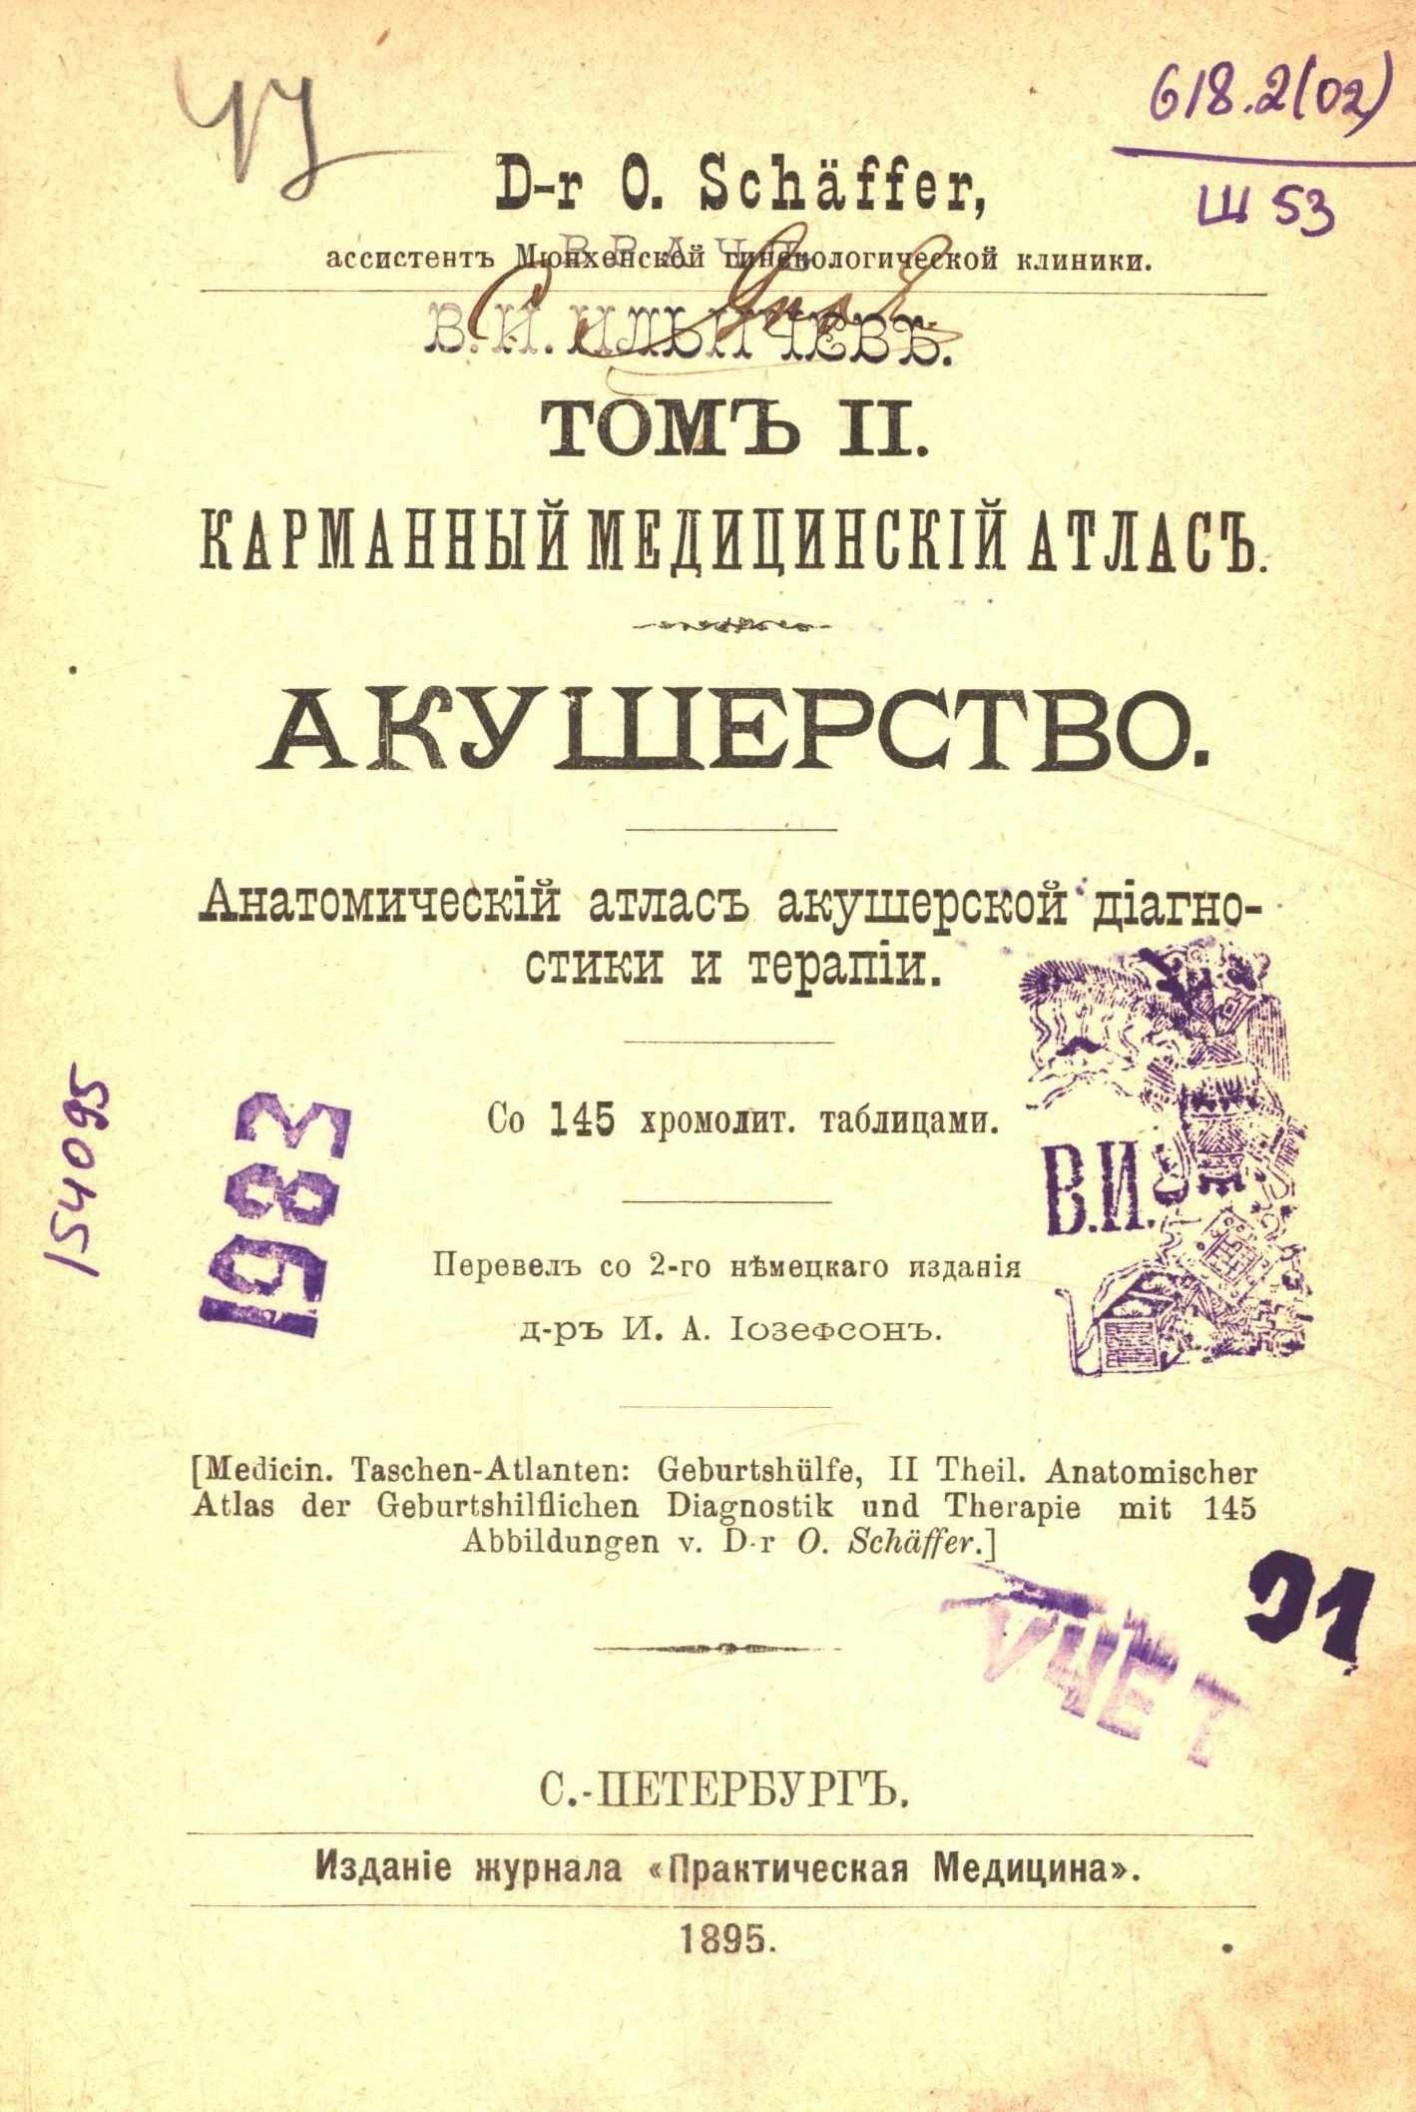 618.2(02)
Ш 53
D-r O. Schäffer,
ВРАЧЪ
ассистентъ Мюнхенской гинекологической клиники.
В. И. ИЛЬИЧЕВЪ.
ТОМЪ II.
КАРМАННЫЙ МЕДИЦИНСКІЙ АТЛАСЪ.
АКУШЕРСТВО.
Анатомическій атласъ акушерской діагно-
стики и терапіи.
Со 145 хромолит. таблицами.
154095
1983
В.И.
Перевелъ со 2-го нѣмецкаго изданія
д-ръ И. А. Іозефсонъ.
[Medicin. Taschen-Atlanten: Geburtshülfe, II Theil. Anatomischer
Atlas der Geburtshilflichen Diagnostik und Therapie mit 145
Abbildungen v. D-r O. Schäffer.]
91
УЧЕТ
С.-ПЕТЕРБУРГЪ.
Изданіе журнала «Практическая Медицина».
1895.